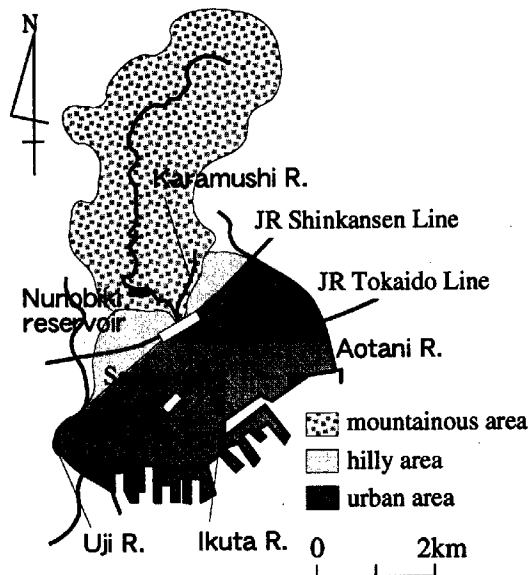 N
Karamushi R.
JR Shinkansen Line
JR Tokaido Line
Nunobiki
reservoir
Aotani R.
S
mountainous area
hilly area
urban area
Uji R.
Ikuta R.
0 2km